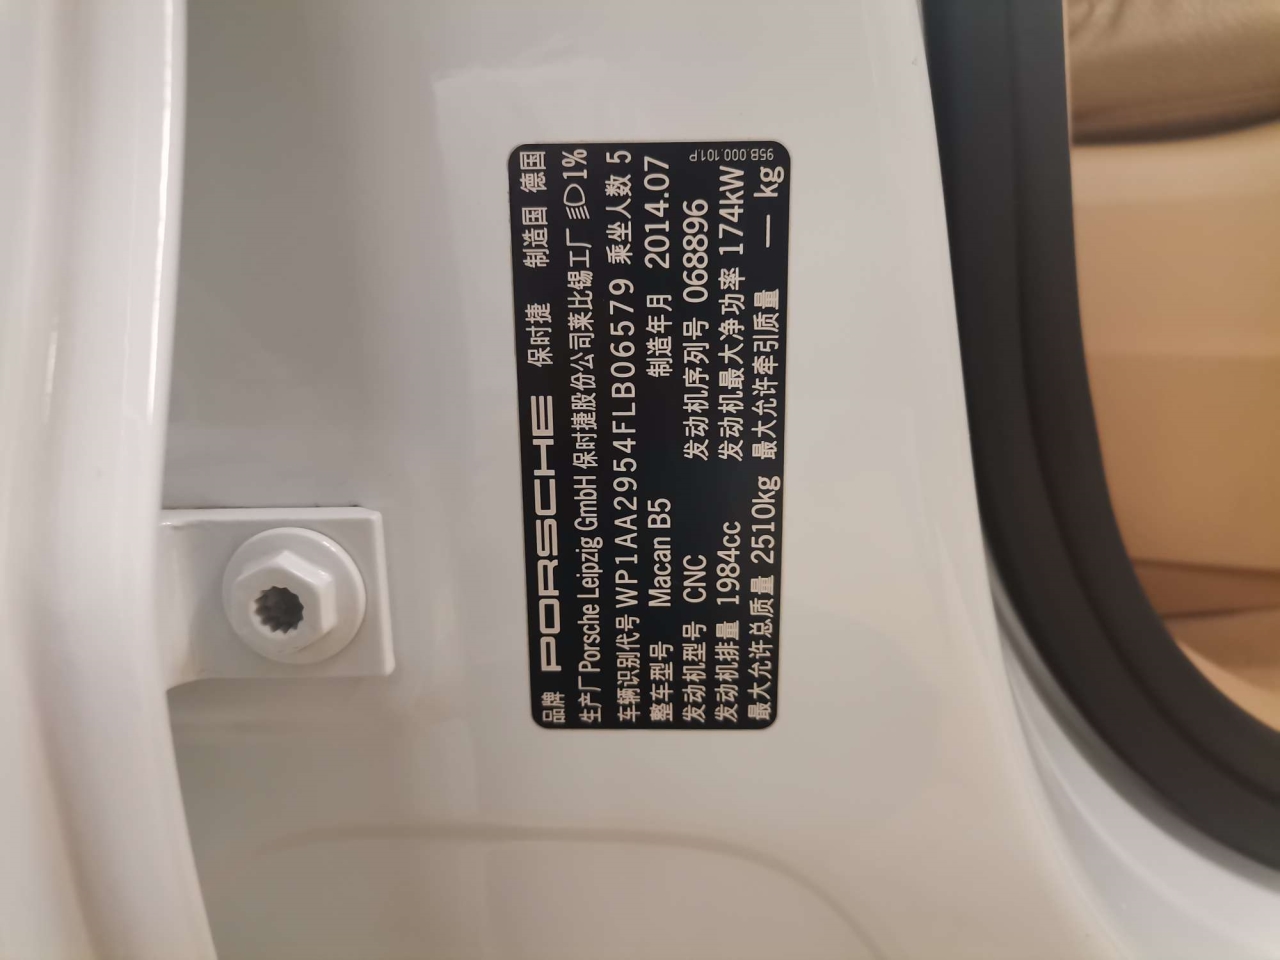 95B.000.101.P
品牌 PORSCHE 保时捷 制造国 德国
生产厂 Porsche Leipzig GmbH 保时捷股份公司莱比锡工厂 1%
车辆识别代号 WP1AA2954FLB06579 乘坐人数 5
整车型号 Macan B5 制造年月 2014.07
发动机型号 CNC 发动机序列号 068896
发动机排量 1984cc 发动机最大净功率 174kW
最大允许总质量 2510kg 最大允许牵引质量 — kg